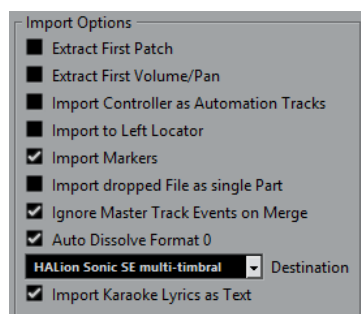 Import Options
Extract First Patch
Extract First Volume/Pan
Import Controller as Automation Tracks
Import to Left Locator
Import Markers
Import dropped File as single Part
Ignore Master Track Events on Merge
Auto Dissolve Format 0
HALion Sonic SE multi-timbral Destination
Import Karaoke Lyrics as Text